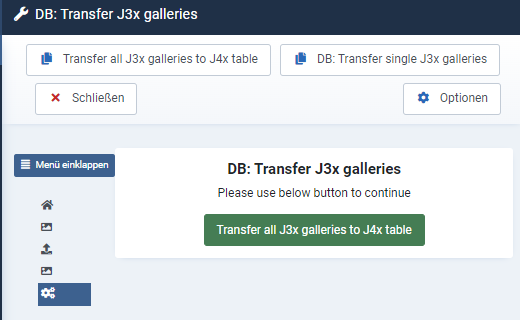 DB: Transfer J3x galleries
Transfer all J3x galleries to J4x table
DB: Transfer single J3x galleries
Schließen
Optionen
Menü einklappen
DB: Transfer J3x galleries
Please use below button to continue
Transfer all J3x galleries to J4x table